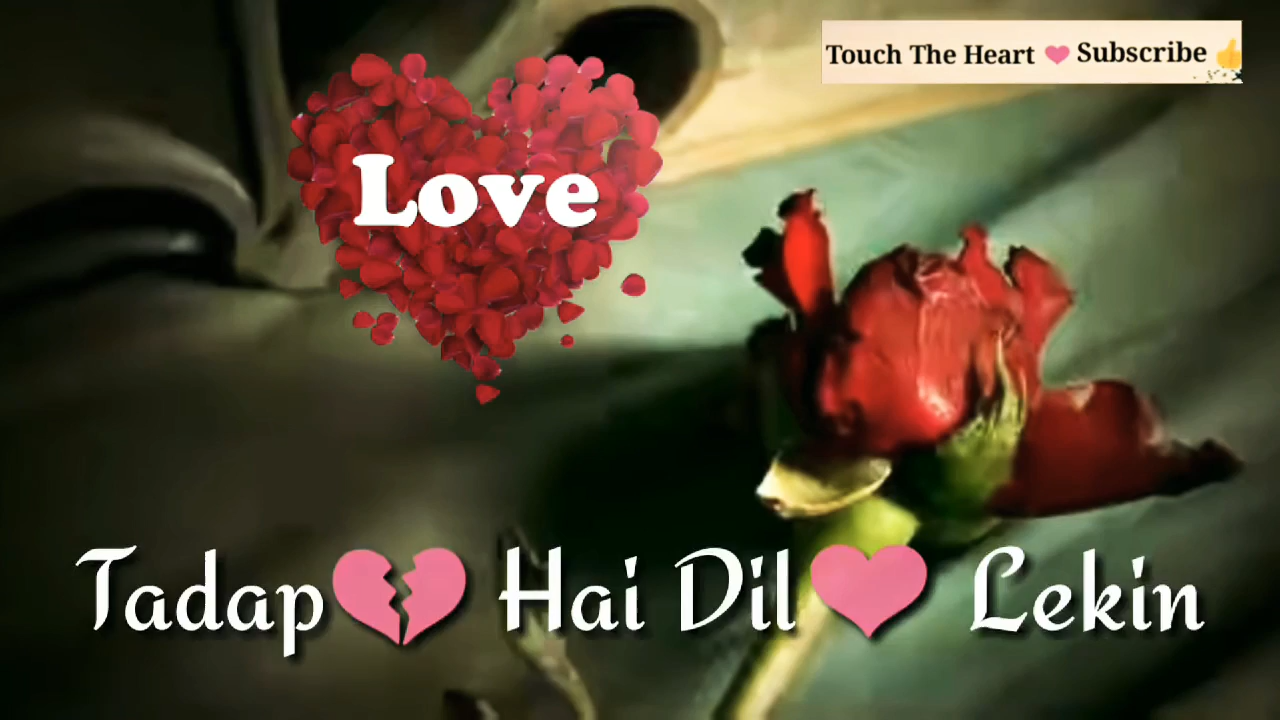 Touch The Heart 💗 Subscribe 👍
Love
Tadap💔 Hai Dil💗 Lekin